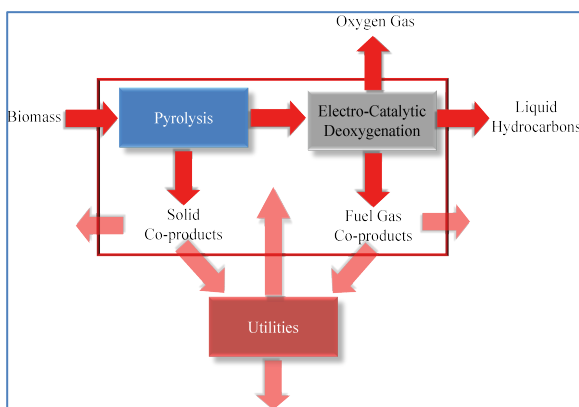 Oxygen Gas
Biomass
Pyrolysis
Electro-Catalytic
Deoxygenation
Liquid
Hydrocarbons
Solid
Co-products
Fuel Gas
Co-products
Utilities